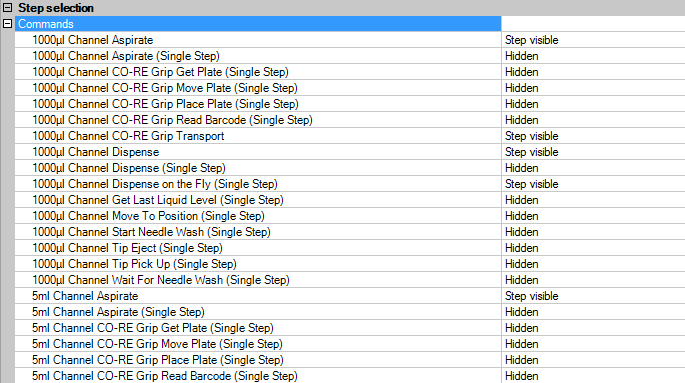 Step selection
Commands
1000µl Channel Aspirate Step visible
1000µl Channel Aspirate (Single Step) Hidden
1000µl Channel CO-RE Grip Get Plate (Single Step) Hidden
1000µl Channel CO-RE Grip Move Plate (Single Step) Hidden
1000µl Channel CO-RE Grip Place Plate (Single Step) Hidden
1000µl Channel CO-RE Grip Read Barcode (Single Step) Hidden
1000µl Channel CO-RE Grip Transport Step visible
1000µl Channel Dispense Step visible
1000µl Channel Dispense (Single Step) Hidden
1000µl Channel Dispense on the Fly (Single Step) Step visible
1000µl Channel Get Last Liquid Level (Single Step) Hidden
1000µl Channel Move To Position (Single Step) Hidden
1000µl Channel Start Needle Wash (Single Step) Hidden
1000µl Channel Tip Eject (Single Step) Hidden
1000µl Channel Tip Pick Up (Single Step) Hidden
1000µl Channel Wait For Needle Wash (Single Step) Hidden
5ml Channel Aspirate Step visible
5ml Channel Aspirate (Single Step) Hidden
5ml Channel CO-RE Grip Get Plate (Single Step) Hidden
5ml Channel CO-RE Grip Move Plate (Single Step) Hidden
5ml Channel CO-RE Grip Place Plate (Single Step) Hidden
5ml Channel CO-RE Grip Read Barcode (Single Step) Hidden